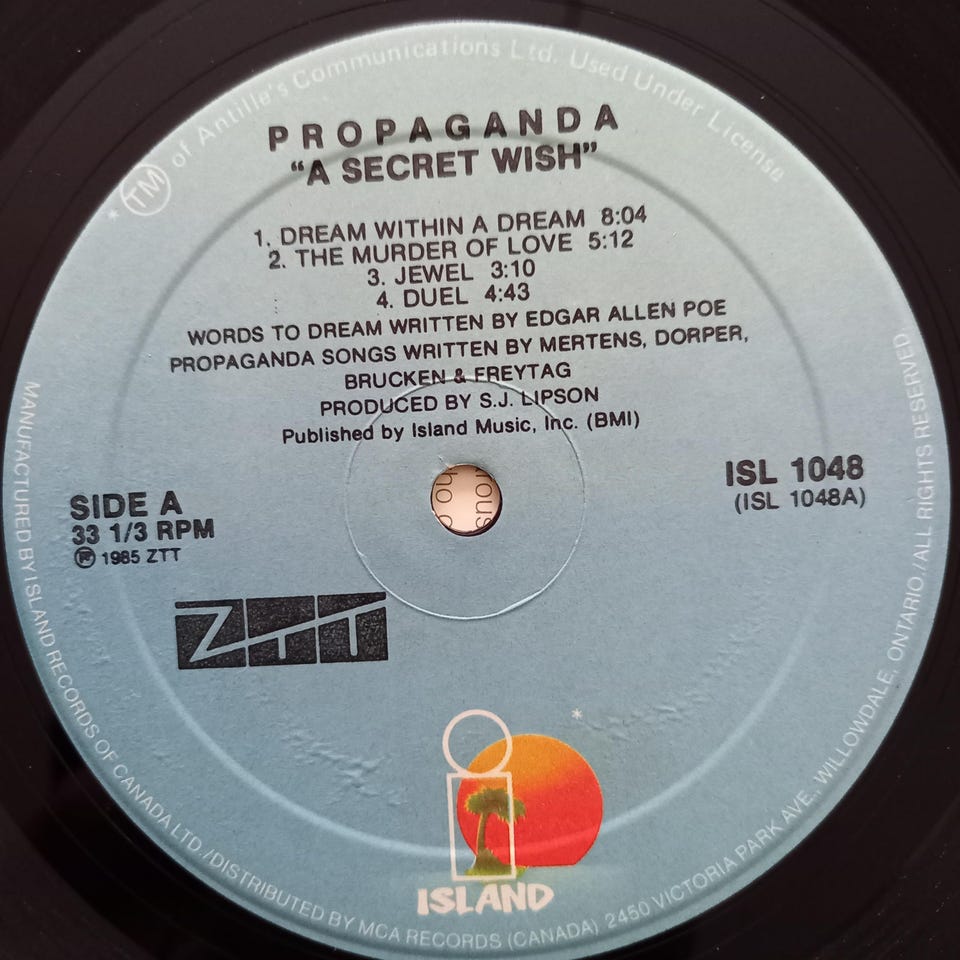 * TM of Antille's Communications Ltd. Used Under License
PROPAGANDA
“A SECRET WISH”
1. DREAM WITHIN A DREAM 8:04
2. THE MURDER OF LOVE 5:12
3. JEWEL 3:10
4. DUEL 4:43
WORDS TO DREAM WRITTEN BY EDGAR ALLEN POE
PROPAGANDA SONGS WRITTEN BY MERTENS, DORPER,
BRUCKEN & FREYTAG
PRODUCED BY S.J. LIPSON
Published by Island Music, Inc. (BMI)
SIDE A
33 1/3 RPM
℗ 1985 ZTT
ISL 1048
(ISL 1048A)
ZTT
*
i
ISLAND
MANUFACTURED BY ISLAND RECORDS OF CANADA LTD./DISTRIBUTED BY MCA RECORDS (CANADA) 2450 VICTORIA PARK AVE., WILLOWDALE, ONTARIO./ALL RIGHTS RESERVED.